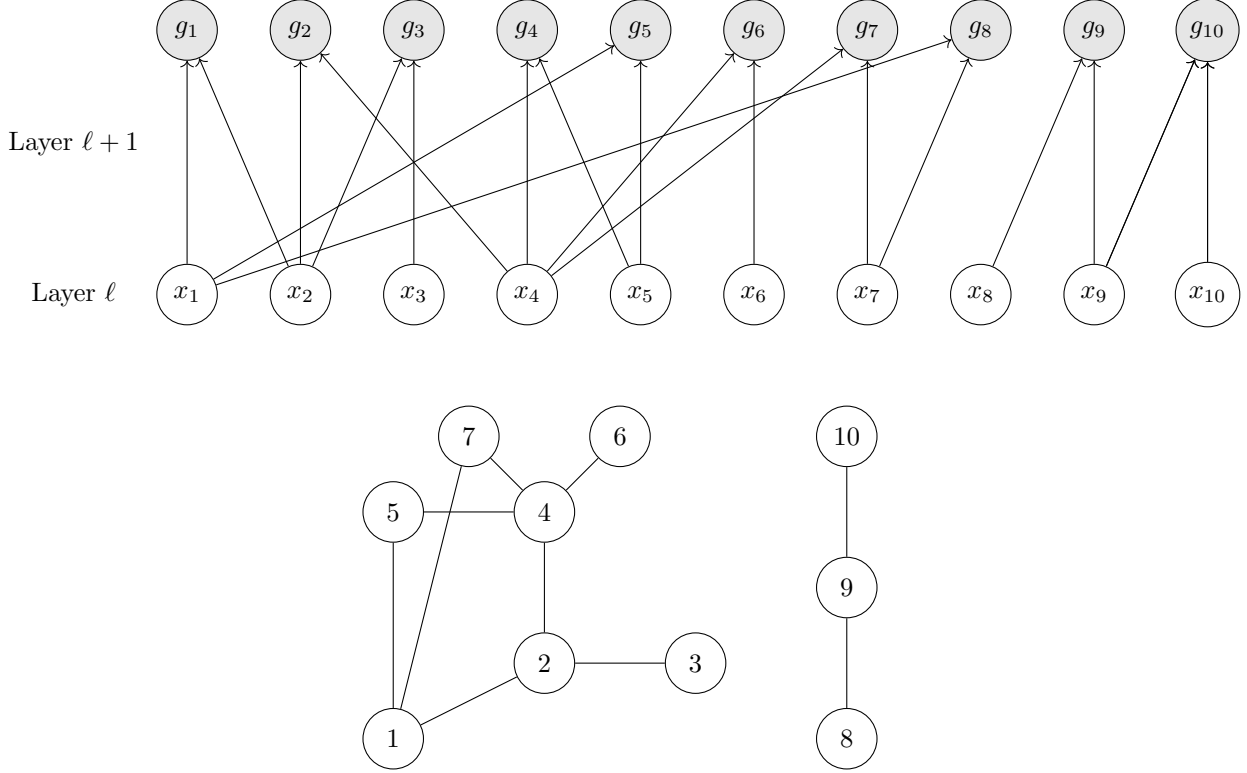 g₁ g₂ g₃ g₄ g₅ g₆ g₇ g₈ g₉ g₁₀
Layer ℓ + 1
Layer ℓ x₁ x₂ x₃ x₄ x₅ x₆ x₇ x₈ x₉ x₁₀
7 6 10
5 4
9
2 3
1 8